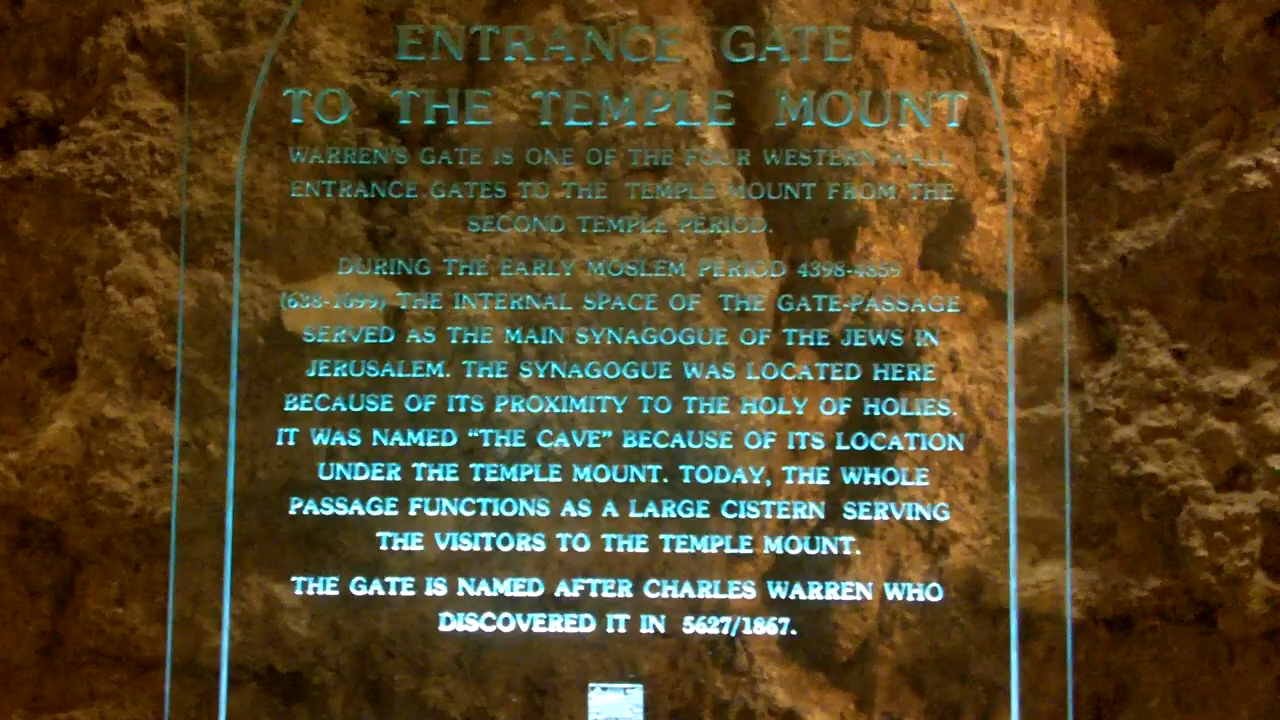 ENTRANCE GATE
TO THE TEMPLE MOUNT
WARREN'S GATE IS ONE OF THE FOUR WESTERN WALL
ENTRANCE GATES TO THE TEMPLE MOUNT FROM THE
SECOND TEMPLE PERIOD.
DURING THE EARLY MOSLEM PERIOD 4398-4859
(638-1099) THE INTERNAL SPACE OF THE GATE-PASSAGE
SERVED AS THE MAIN SYNAGOGUE OF THE JEWS IN
JERUSALEM. THE SYNAGOGUE WAS LOCATED HERE
BECAUSE OF ITS PROXIMITY TO THE HOLY OF HOLIES.
IT WAS NAMED “THE CAVE” BECAUSE OF ITS LOCATION
UNDER THE TEMPLE MOUNT. TODAY, THE WHOLE
PASSAGE FUNCTIONS AS A LARGE CISTERN SERVING
THE VISITORS TO THE TEMPLE MOUNT.
THE GATE IS NAMED AFTER CHARLES WARREN WHO
DISCOVERED IT IN 5627/1867.